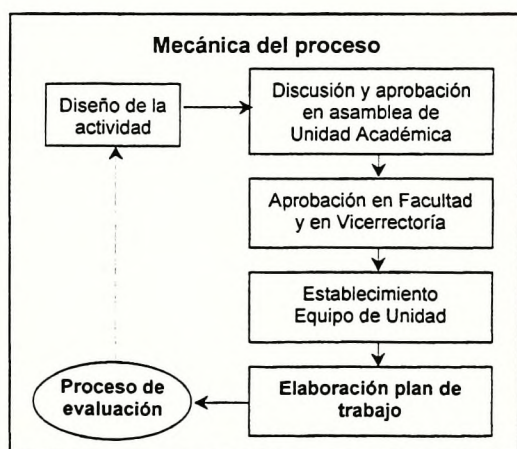 Mecánica del proceso
Diseño de la
actividad
Discusión y aprobación
en asamblea de
Unidad Académica
Aprobación en Facultad
y en Vicerrectoría
Establecimiento
Equipo de Unidad
Elaboración plan de
trabajo
Proceso de
evaluación